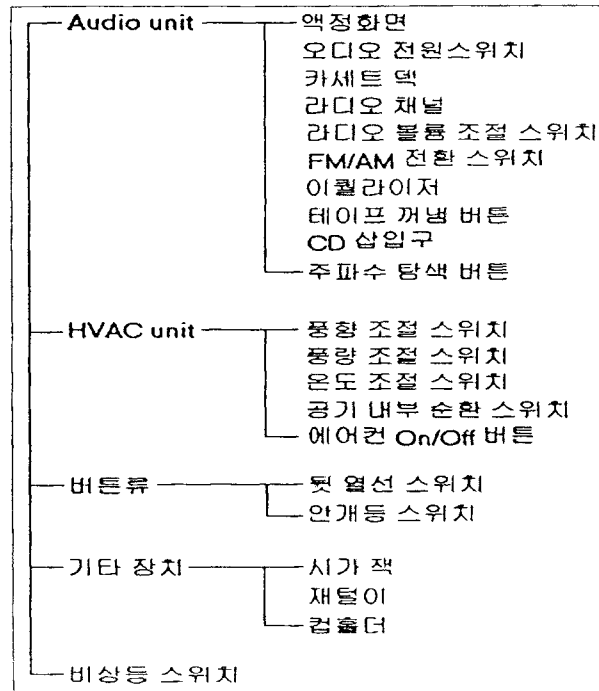 Audio unit 액정화면
오디오 전원스위치
카세트 덱
라디오 채널
라디오 볼륨 조절 스위치
FM/AM 전환 스위치
이퀄라이저
테이프 꺼냄 버튼
CD 삽입구
주파수 탐색 버튼
HVAC unit 풍향 조절 스위치
풍량 조절 스위치
온도 조절 스위치
공기 내부 순환 스위치
에어컨 On/Off 버튼
버튼류 뒷 열선 스위치
안개등 스위치
기타 장치 시가 잭
재털이
컵홀더
비상등 스위치